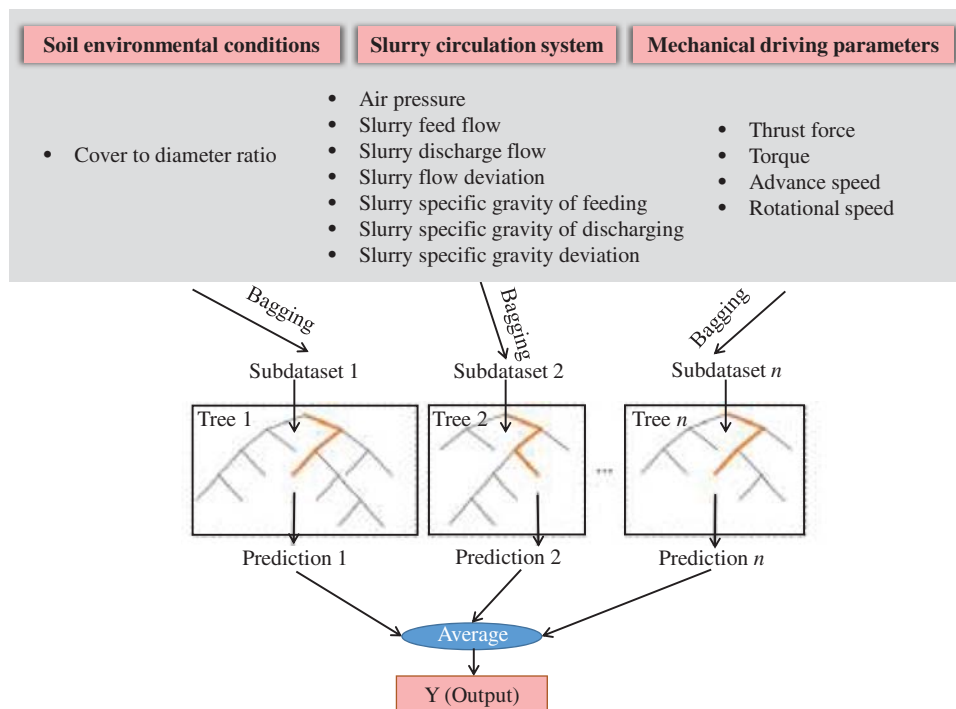 Soil environmental conditions
Slurry circulation system
Mechanical driving parameters
• Cover to diameter ratio
• Air pressure
• Slurry feed flow
• Slurry discharge flow
• Slurry flow deviation
• Slurry specific gravity of feeding
• Slurry specific gravity of discharging
• Slurry specific gravity deviation
• Thrust force
• Torque
• Advance speed
• Rotational speed
Bagging
Bagging
Bagging
Subdataset 1
Subdataset 2
Subdataset n
Tree 1
Tree 2
Tree n
...
Prediction 1
Prediction 2
Prediction n
Average
Y (Output)